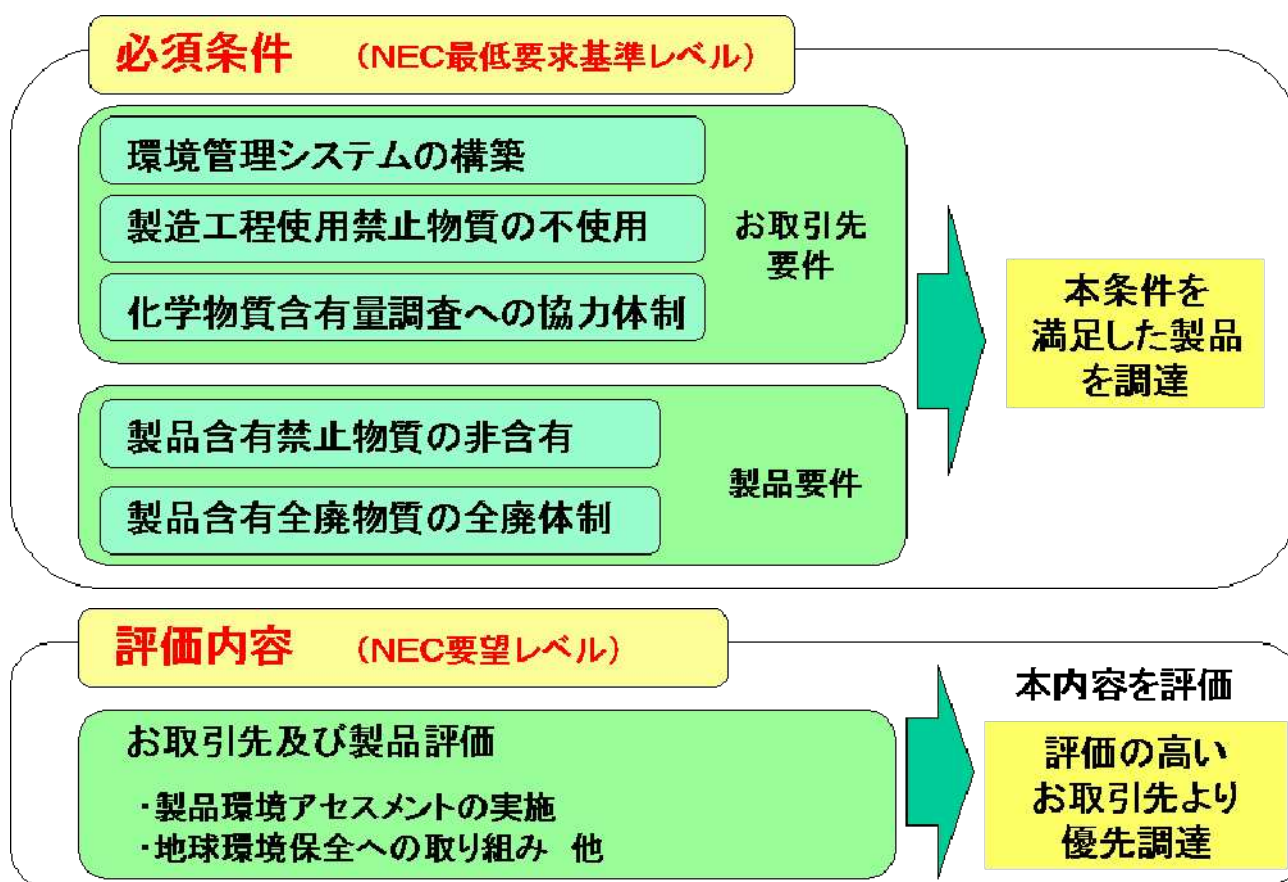 必須条件 （NEC最低要求基準レベル）
環境管理システムの構築
製造工程使用禁止物質の不使用
化学物質含有量調査への協力体制
お取引先
要件
製品含有禁止物質の非含有
製品含有全廃物質の全廃体制
製品要件
本条件を
満足した製品
を調達
評価内容 （NEC要望レベル）
お取引先及び製品評価
・製品環境アセスメントの実施
・地球環境保全への取り組み 他
本内容を評価
評価の高い
お取引先より
優先調達